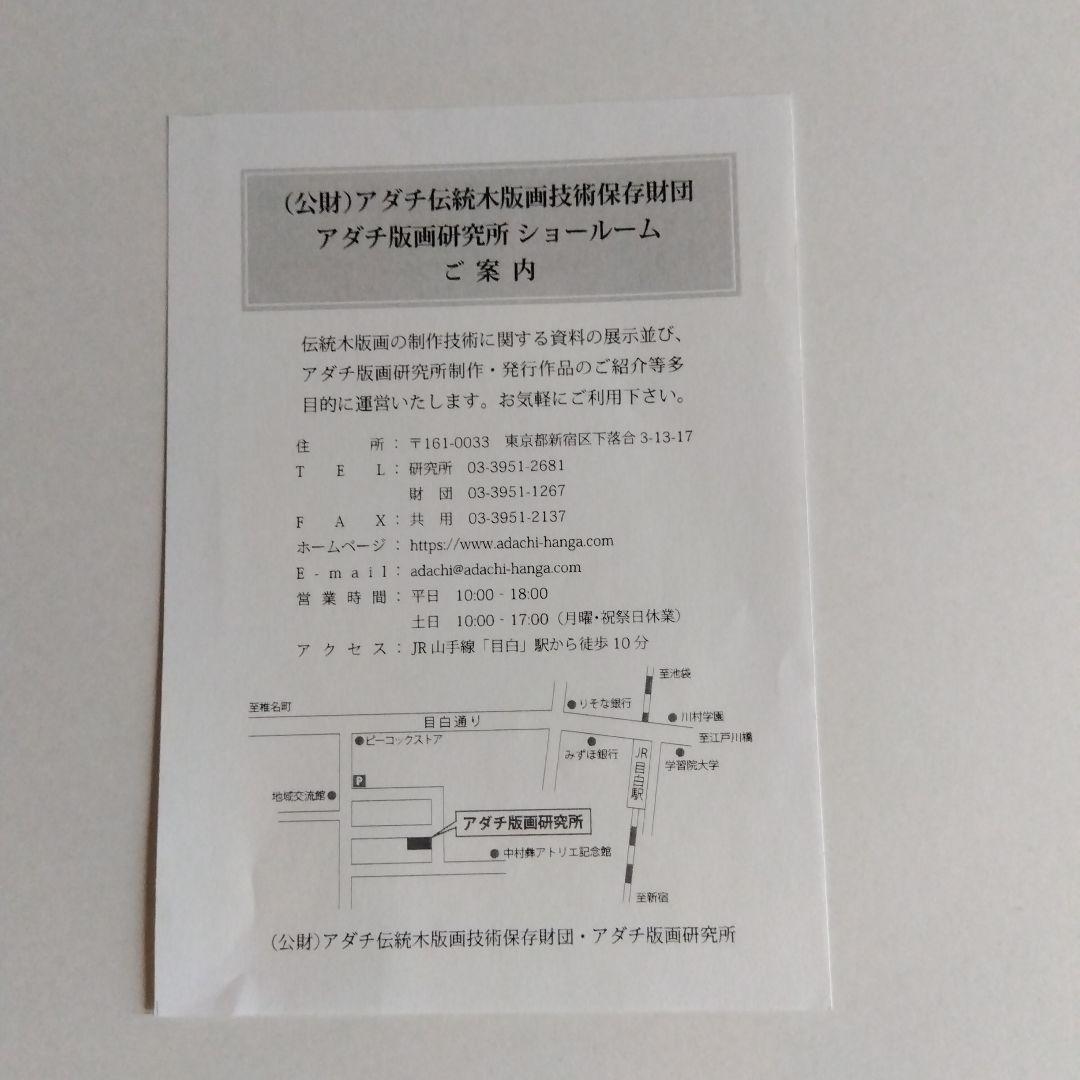 (公財)アダチ伝統木版画技術保存財団
アダチ版画研究所 ショールーム
ご案内
伝統木版画の制作技術に関する資料の展示並び、
アダチ版画研究所制作・発行作品のご紹介等多
目的に運営いたします。お気軽にご利用下さい。
住所：〒161-0033 東京都新宿区下落合 3-13-17
TEL：研究所 03-3951-2681
財団 03-3951-1267
FAX：共用 03-3951-2137
ホームページ：https://www.adachi-hanga.com
E-mail：adachi@adachi-hanga.com
営業時間：平日 10:00 - 18:00
土日 10:00 - 17:00（月曜･祝祭日休業）
アクセス：JR山手線「目白」駅から徒歩10分
至池袋
至椎名町
りそな銀行
川村学園
目白通り
至江戸川橋
ピーコックストア
みずほ銀行
JR目白駅
学習院大学
P
地域交流館
アダチ版画研究所
中村彝アトリエ記念館
至新宿
(公財)アダチ伝統木版画技術保存財団・アダチ版画研究所